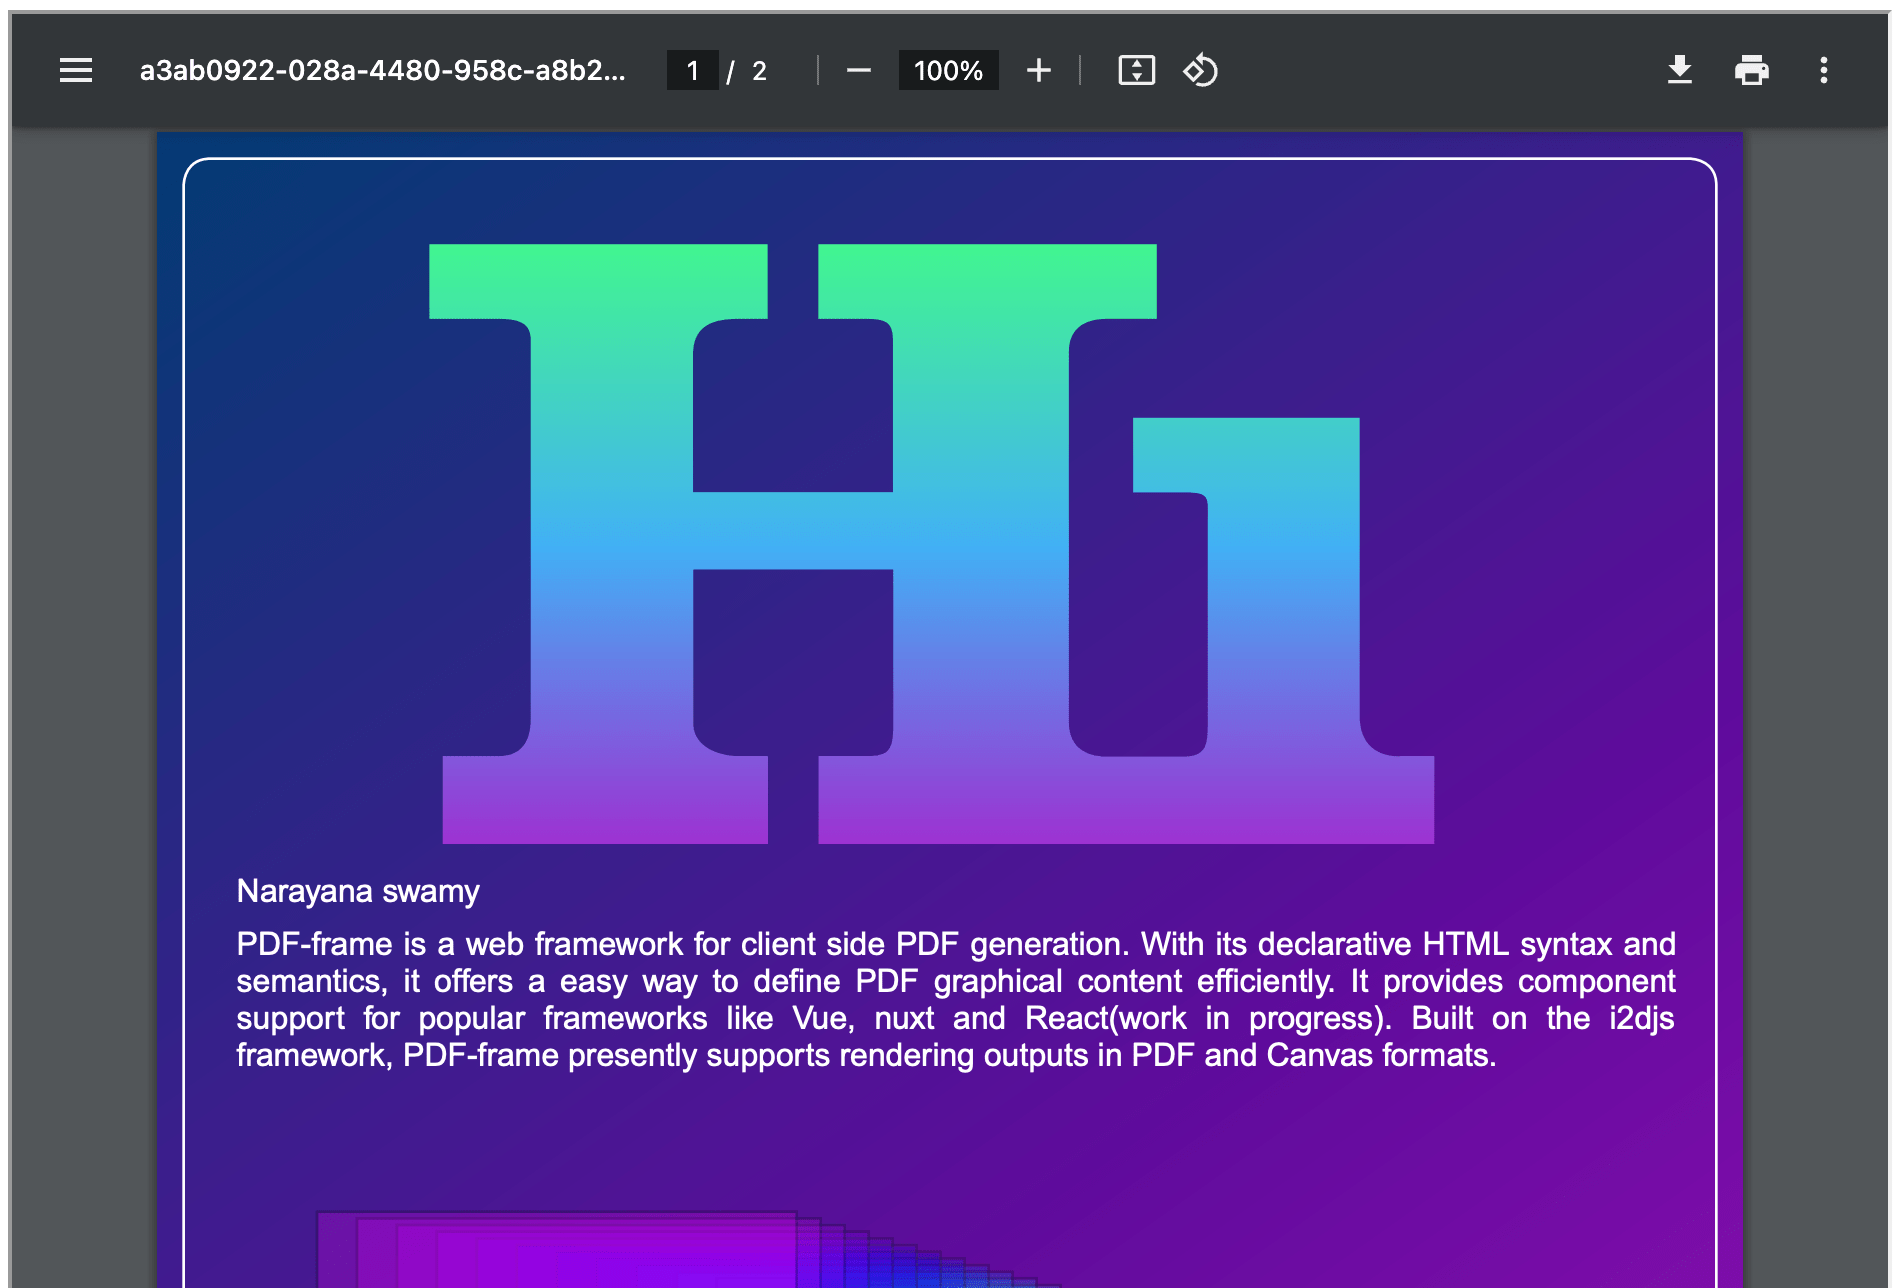 a3ab0922-028a-4480-958c-a8b2... 1 / 2 100%
Hi
Narayana swamy
PDF-frame is a web framework for client side PDF generation. With its declarative HTML syntax and
semantics, it offers a easy way to define PDF graphical content efficiently. It provides component
support for popular frameworks like Vue, nuxt and React(work in progress). Built on the i2djs
framework, PDF-frame presently supports rendering outputs in PDF and Canvas formats.